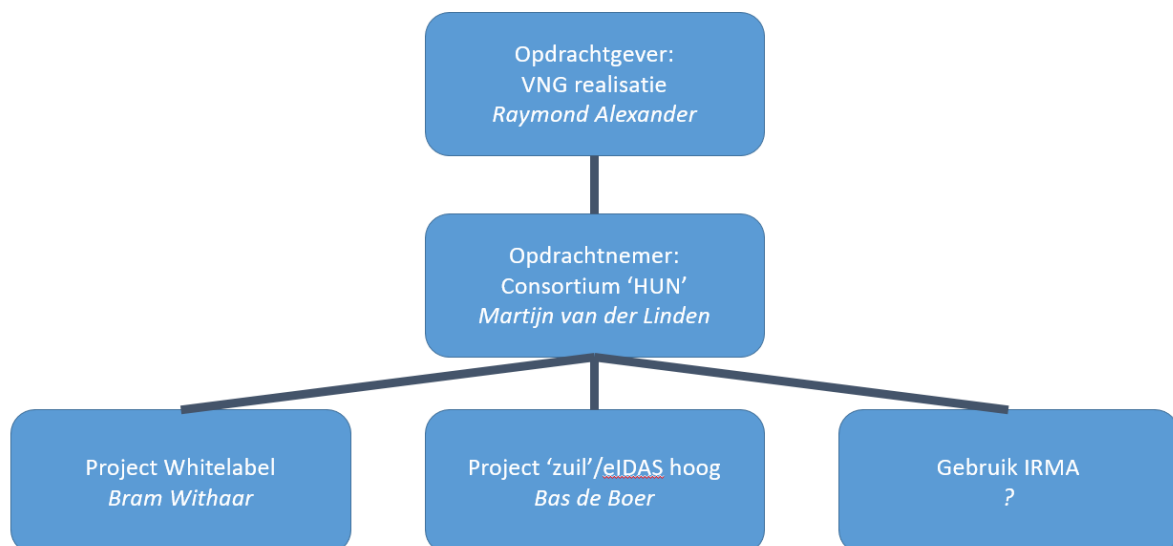 Opdrachtgever:
VNG realisatie
Raymond Alexander
Opdrachtnemer:
Consortium ‘HUN’
Martijn van der Linden
Project Whitelabel
Bram Withaar
Project ‘zuil’/eIDAS hoog
Bas de Boer
Gebruik IRMA
?